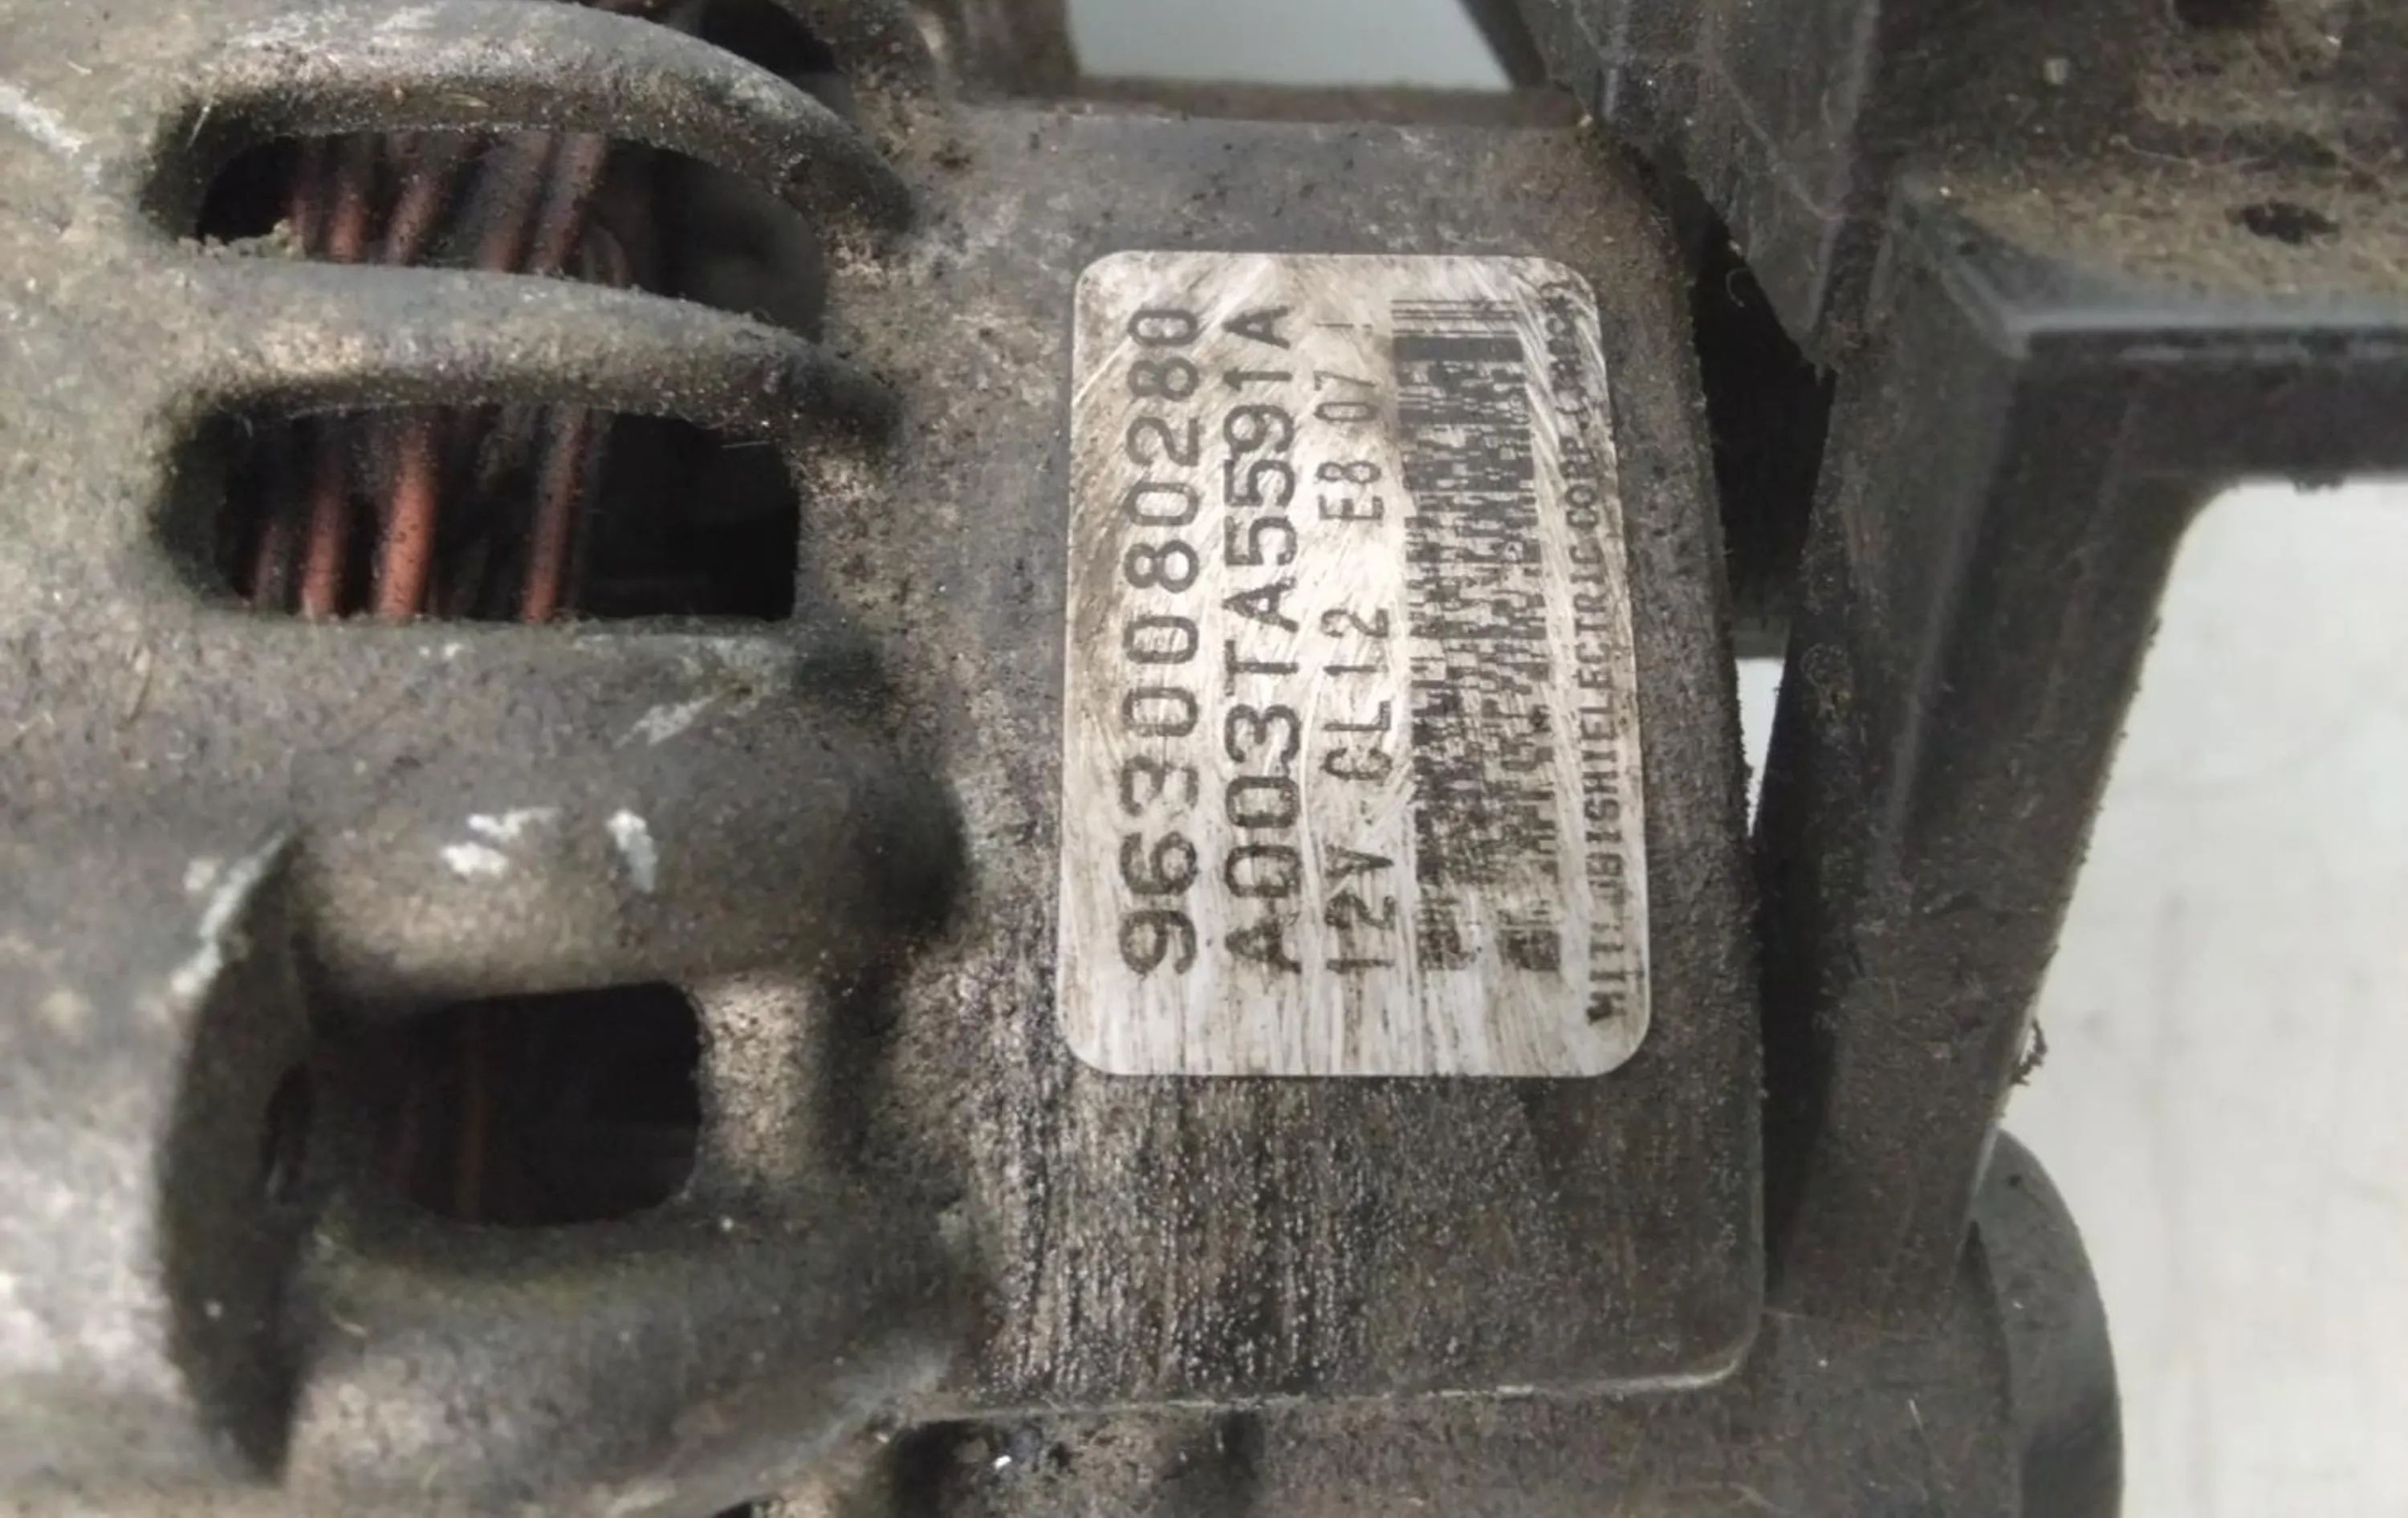 9630080280
A003TA5591A
12V CL12 E8 07
MITSUBISHI ELECTRIC CORP.